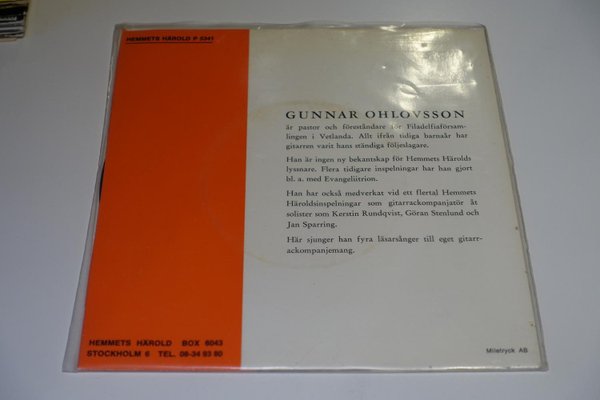 HEMMETS HÄROLD P 5341
GUNNAR OHLOVSSON
är pastor och föreståndare för Filadelfiaförsam-
lingen i Vetlanda. Allt ifrån tidiga barnaår har
gitarren varit hans ständiga följeslagare.
Han är ingen ny bekantskap för Hemmets Härolds
lyssnare. Flera tidigare inspelningar har han gjort
bl. a. med Evangeliitrion.
Han har också medverkat vid ett flertal Hemmets
Häroldsinspelningar som gitarrackompanjatör åt
solister som Kerstin Rundqvist, Göran Stenlund och
Jan Sparring.
Här sjunger han fyra läsarsånger till eget gitarr-
ackompanjemang.
HEMMETS HÄROLD BOX 6043
STOCKHOLM 6 TEL. 08-34 93 80
Miletryck AB